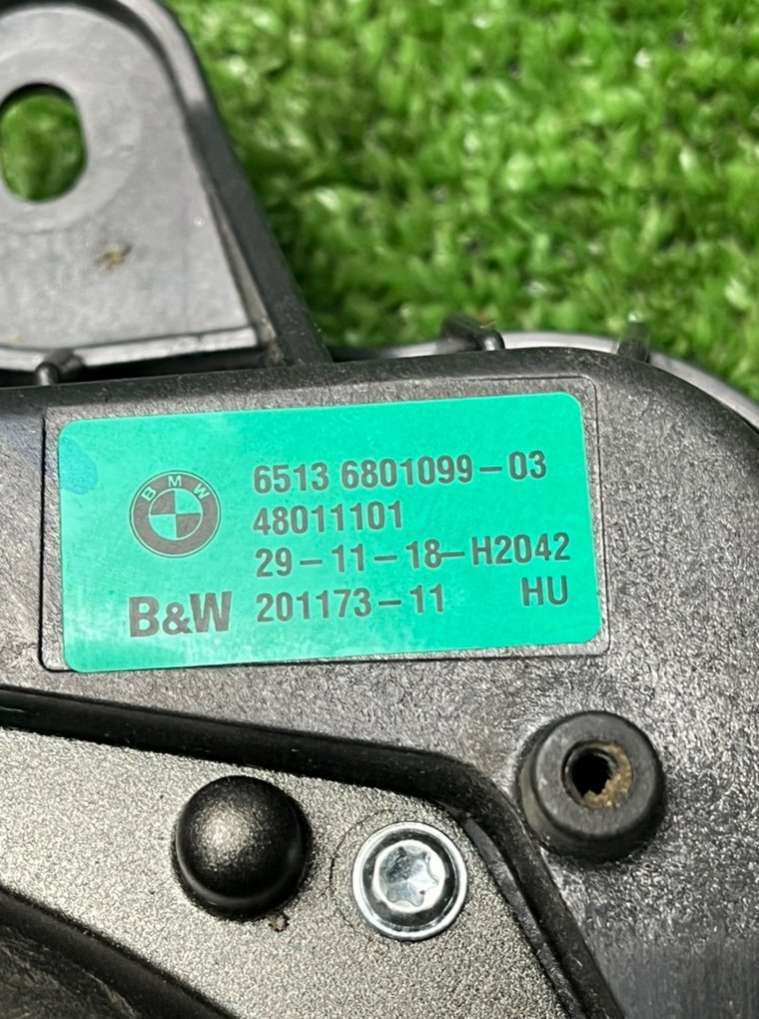 BMW
6513 6801099-03
48011101
29-11-18-H2042
B&W 201173-11 HU